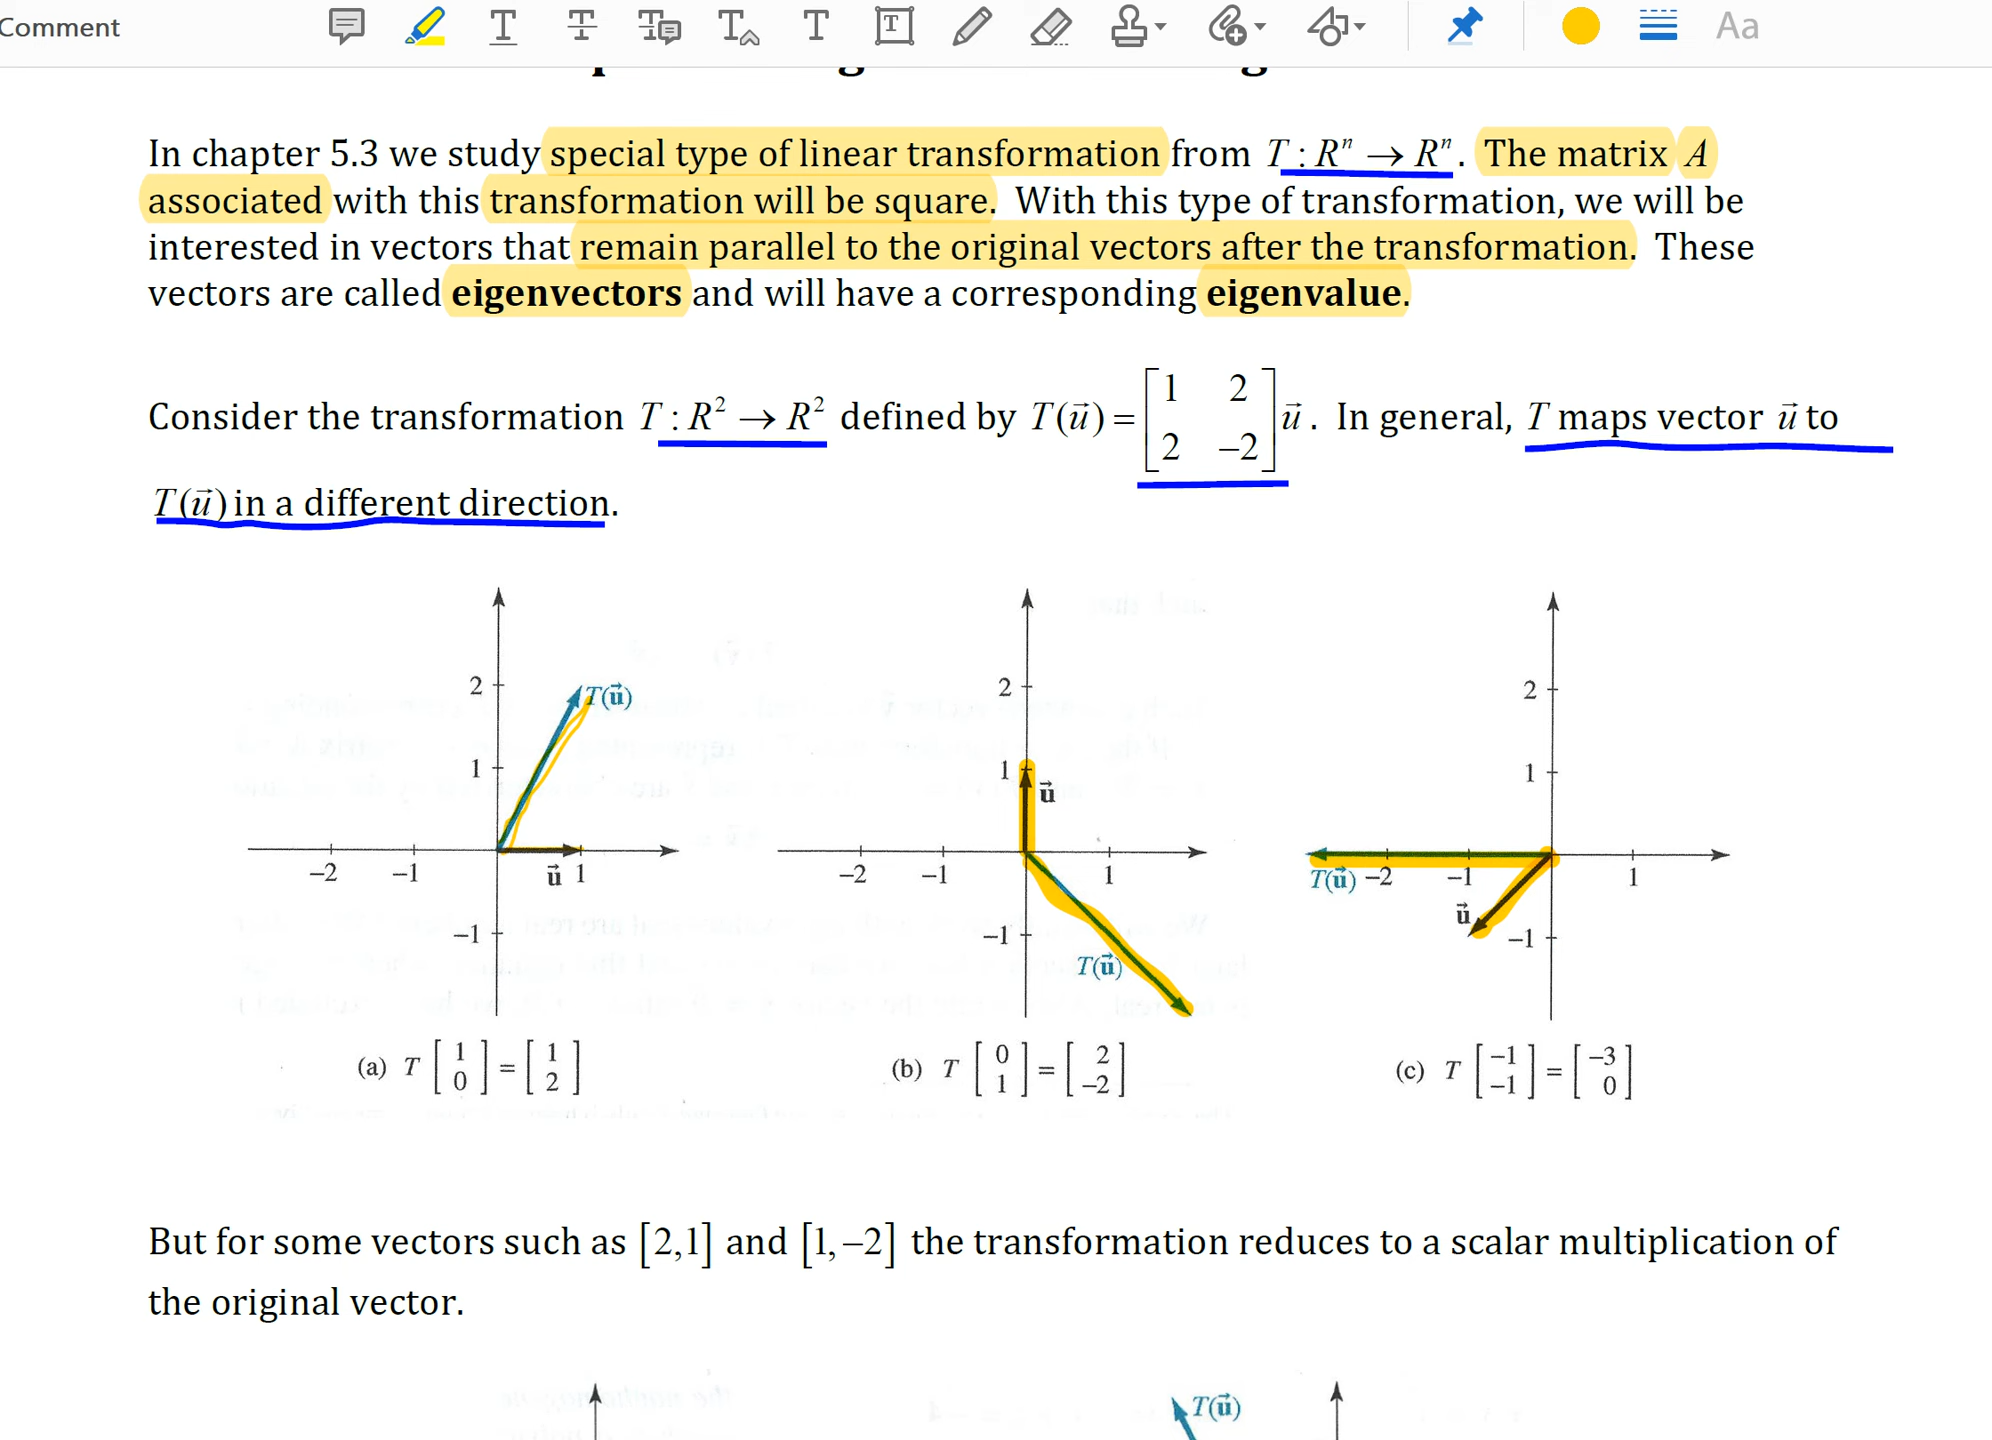 Comment
Aa
In chapter 5.3 we study special type of linear transformation from T : Rⁿ → Rⁿ. The matrix A
associated with this transformation will be square. With this type of transformation, we will be
interested in vectors that remain parallel to the original vectors after the transformation. These
vectors are called eigenvectors and will have a corresponding eigenvalue.
Consider the transformation T : R² → R² defined by T(u⃗) = [1 2; 2 −2] u⃗. In general, T maps vector u⃗ to
T(u⃗) in a different direction.
2
T(u⃗)
1
−2 −1 u⃗ 1
−1
2
1
u⃗
−2 −1 1
−1
T(u⃗)
2
1
T(u⃗) −2 −1 1
u⃗
−1
(a) T [1; 0] = [1; 2]
(b) T [0; 1] = [2; −2]
(c) T [−1; −1] = [−3; 0]
But for some vectors such as [2,1] and [1,−2] the transformation reduces to a scalar multiplication of
the original vector.
T(u⃗)